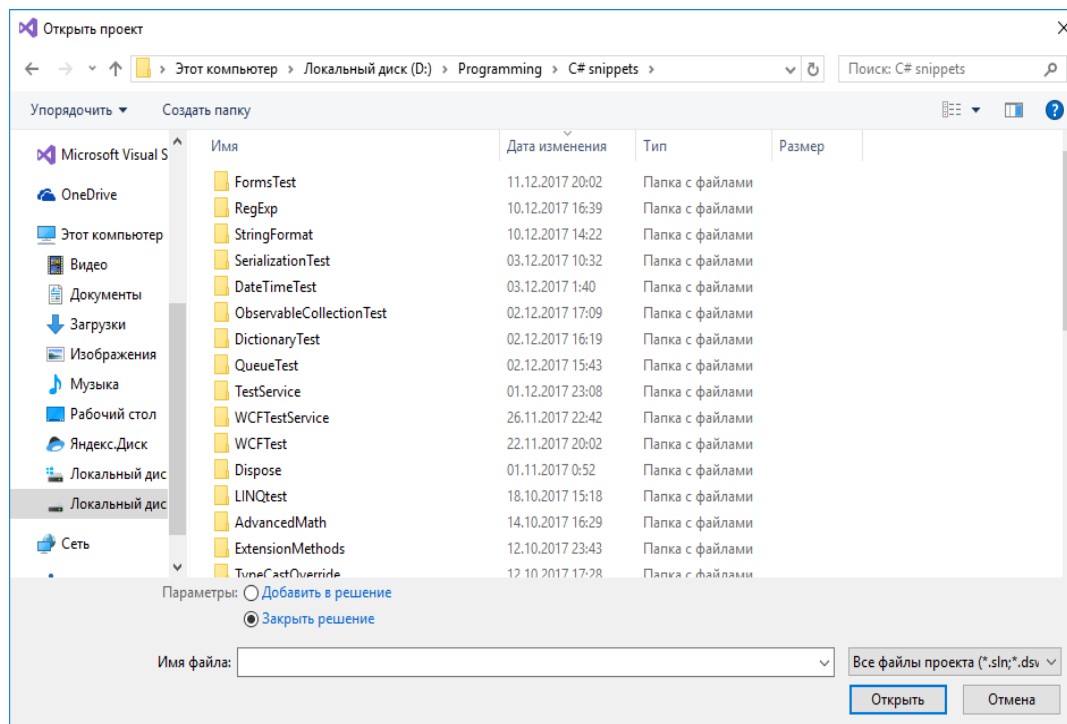 Открыть проект
Этот компьютер > Локальный диск (D:) > Programming > C# snippets >
Поиск: C# snippets
Упорядочить Создать папку
Имя Дата изменения Тип Размер
Microsoft Visual S
OneDrive
Этот компьютер
Видео
Документы
Загрузки
Изображения
Музыка
Рабочий стол
Яндекс.Диск
Локальный дис
Локальный дис
Сеть
FormsTest 11.12.2017 20:02 Папка с файлами
RegExp 10.12.2017 16:39 Папка с файлами
StringFormat 10.12.2017 14:22 Папка с файлами
SerializationTest 03.12.2017 10:32 Папка с файлами
DateTimeTest 03.12.2017 1:40 Папка с файлами
ObservableCollectionTest 02.12.2017 17:09 Папка с файлами
DictionaryTest 02.12.2017 16:19 Папка с файлами
QueueTest 02.12.2017 15:43 Папка с файлами
TestService 01.12.2017 23:08 Папка с файлами
WCFTestService 26.11.2017 22:42 Папка с файлами
WCFTest 22.11.2017 20:02 Папка с файлами
Dispose 01.11.2017 0:52 Папка с файлами
LINQtest 18.10.2017 15:18 Папка с файлами
AdvancedMath 14.10.2017 16:29 Папка с файлами
ExtensionMethods 12.10.2017 23:43 Папка с файлами
TypeCastOverride 12.10.2017 17:28 Папка с файлами
Параметры: Добавить в решение
Закрыть решение
Имя файла: Все файлы проекта (*.sln;*.dsv
Открыть Отмена